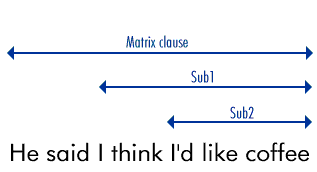 Matrix clause
Sub1
Sub2
He said I think I'd like coffee